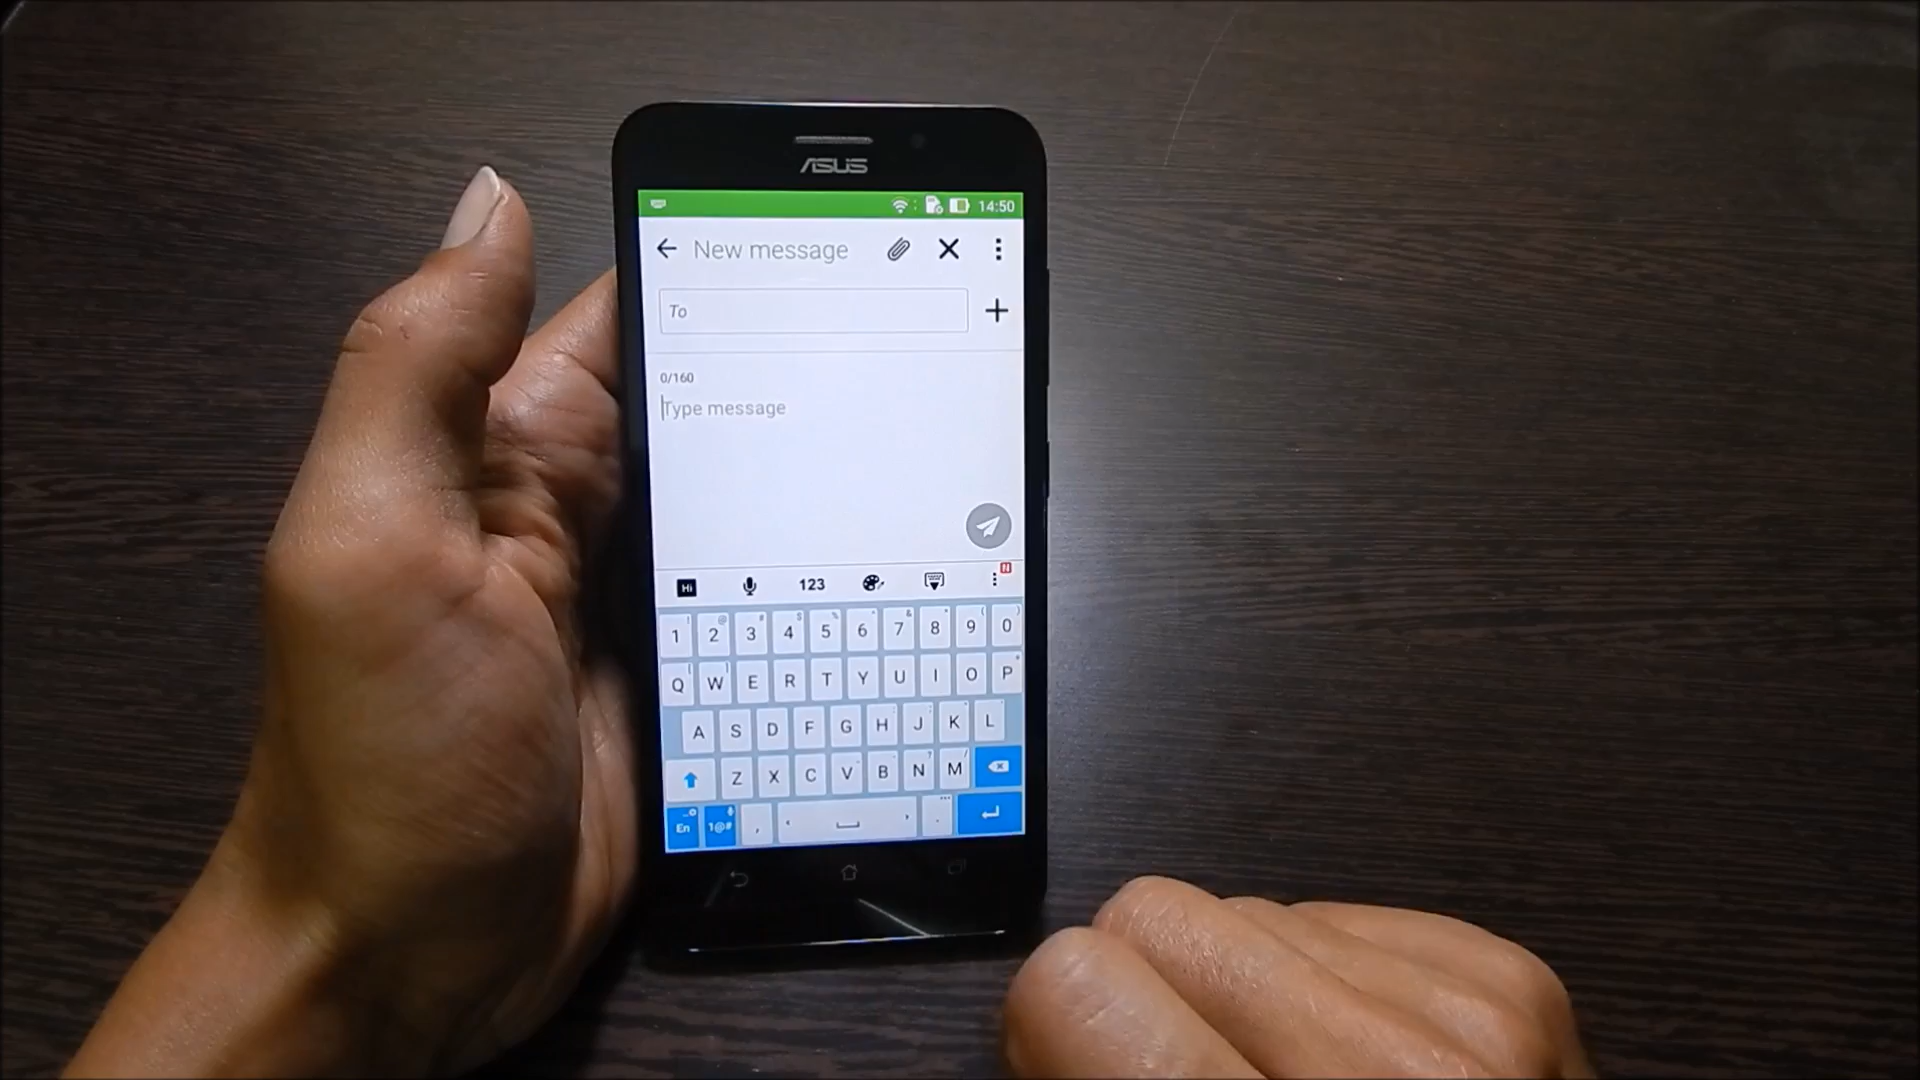 ASUS
14:50
New message
To
0/160
Type message
Hi 123 N
1 2 3 4 5 6 7 8 9 0
Q W E R T Y U I O P
A S D F G H J K L
Z X C V B N M
En 1@# , .